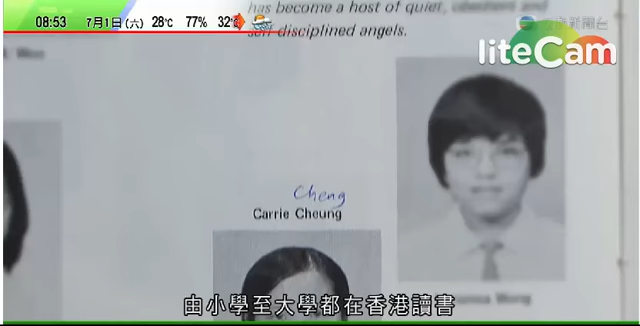 08:53 7月1日(六) 28℃ 77% 32
has become a host of quiet, obedient and
self disciplined angels.
liteCam
Cheng
Carrie Cheung
Wong
由小學至大學都在香港讀書